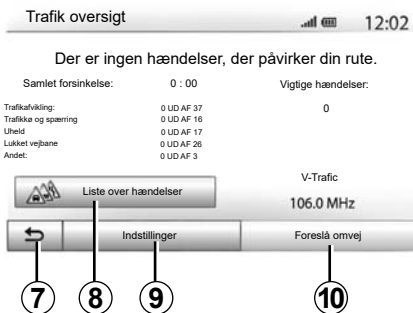 Trafik oversigt
12:02
Der er ingen hændelser, der påvirker din rute.
Samlet forsinkelse: 0 : 00 Vigtige hændelser:
Trafikafvikling: 0 UD AF 37 0
Trafikkø og spærring 0 UD AF 16
Uheld 0 UD AF 17
Lukket vejbane 0 UD AF 26
Andet: 0 UD AF 3
V-Trafic
Liste over hændelser
106.0 MHz
Indstillinger Foreslå omvej
7 8 9 10